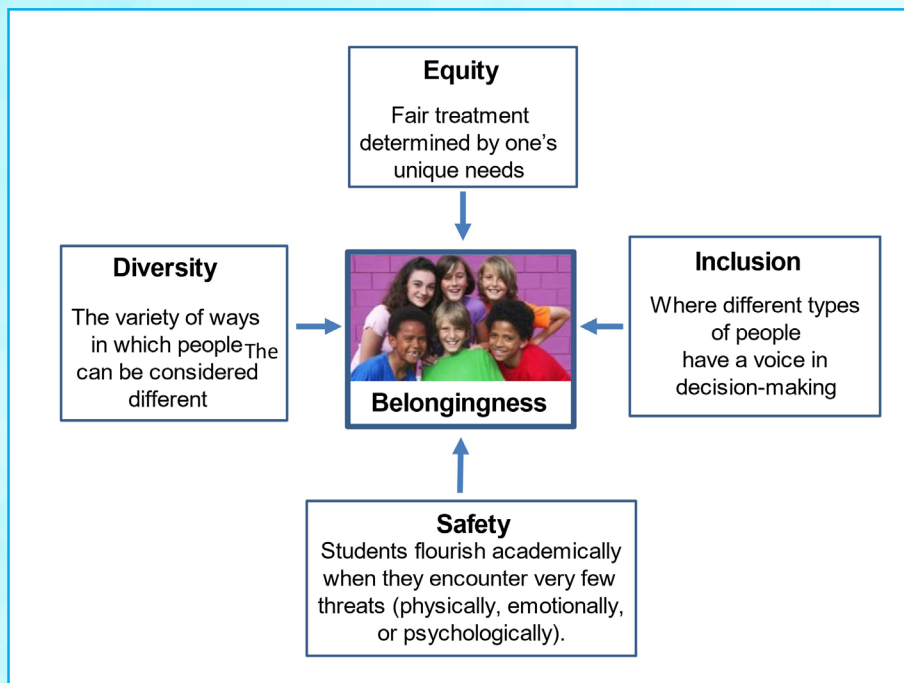 Equity
Fair treatment
determined by one’s
unique needs
Diversity
The variety of ways
in which people
The
can be considered
different
Belongingness
Inclusion
Where different types
of people
have a voice in
decision-making
Safety
Students flourish academically
when they encounter very few
threats (physically, emotionally,
or psychologically).